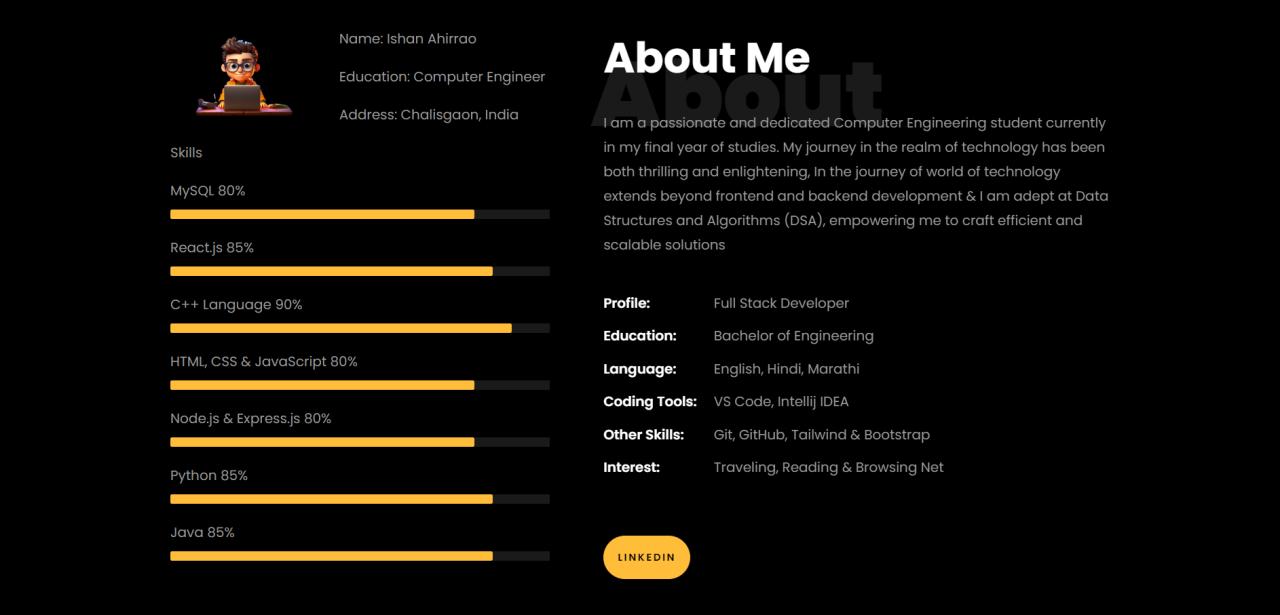 Name: Ishan Ahirrao
Education: Computer Engineer
Address: Chalisgaon, India
Skills
MySQL 80%
React.js 85%
C++ Language 90%
HTML, CSS & JavaScript 80%
Node.js & Express.js 80%
Python 85%
Java 85%
About Me
About
I am a passionate and dedicated Computer Engineering student currently
in my final year of studies. My journey in the realm of technology has been
both thrilling and enlightening, In the journey of world of technology
extends beyond frontend and backend development & I am adept at Data
Structures and Algorithms (DSA), empowering me to craft efficient and
scalable solutions
Profile: Full Stack Developer
Education: Bachelor of Engineering
Language: English, Hindi, Marathi
Coding Tools: VS Code, Intellij IDEA
Other Skills: Git, GitHub, Tailwind & Bootstrap
Interest: Traveling, Reading & Browsing Net
LINKEDIN